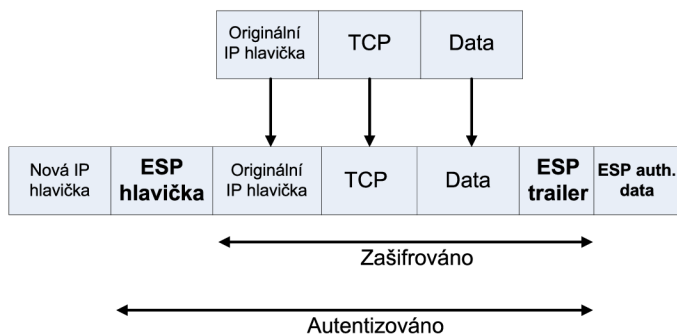 Originální
IP hlavička
TCP
Data
Nová IP
hlavička
ESP
hlavička
Originální
IP hlavička
TCP
Data
ESP
trailer
ESP auth.
data
Zašifrováno
Autentizováno